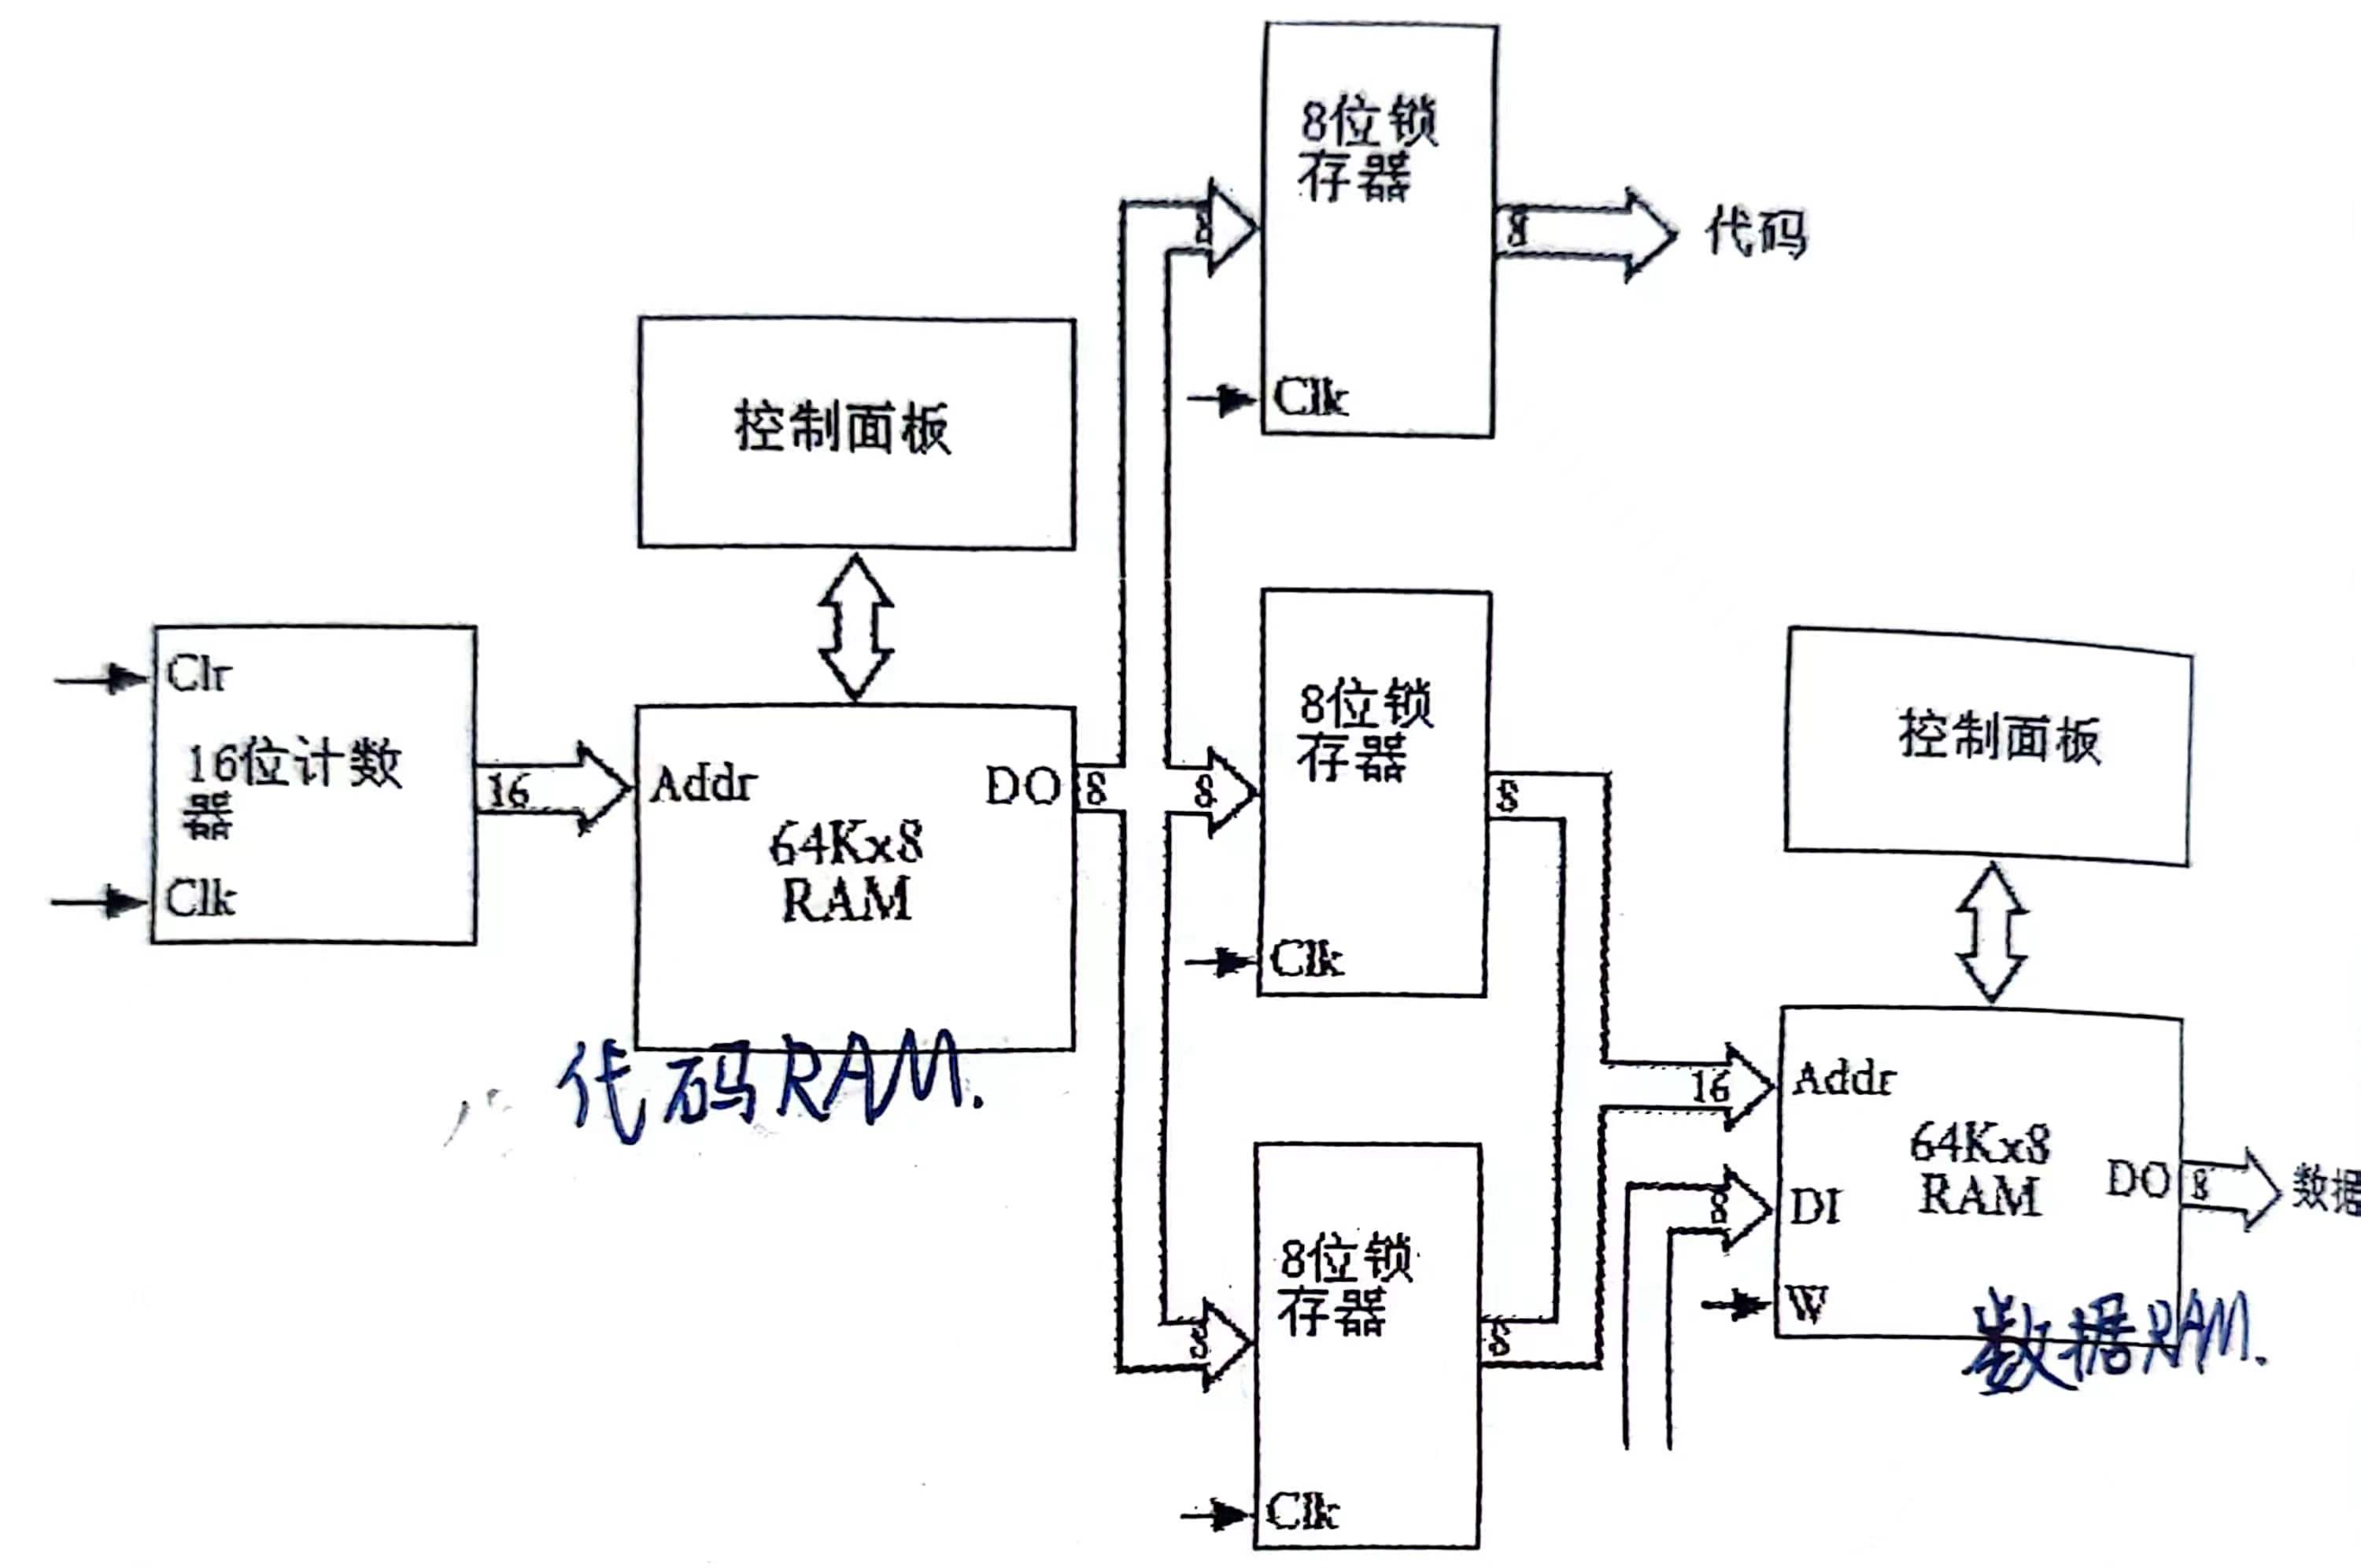 8位锁
存器
8
8
代码
Clk
控制面板
Clr
16位计数
器
Clk
16
Addr
DO
64Kx8
RAM
8
代码RAM.
8
8位锁
存器
8
Clk
控制面板
8
8位锁
存器
8
Clk
16
Addr
64Kx8
RAM
DO
8
数据
8
DI
W
数据RAM.